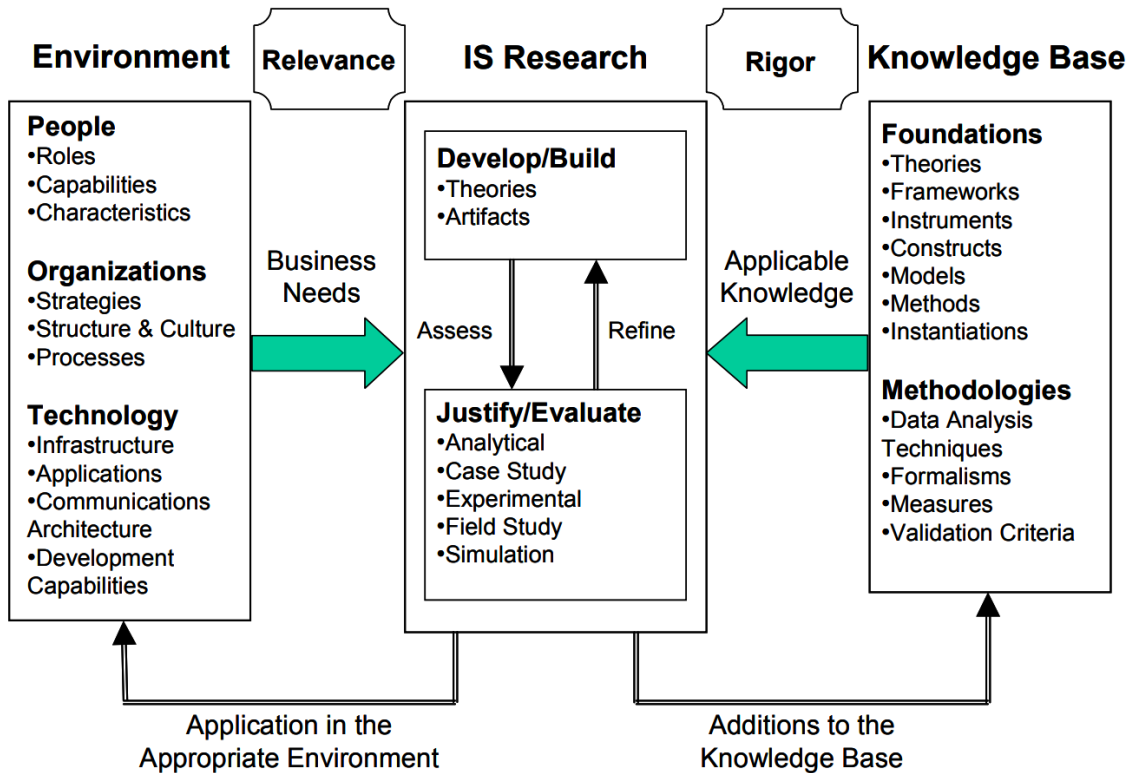 Environment
Relevance
IS Research
Rigor
Knowledge Base
People
•Roles
•Capabilities
•Characteristics
Organizations
•Strategies
•Structure & Culture
•Processes
Technology
•Infrastructure
•Applications
•Communications
Architecture
•Development
Capabilities
Business
Needs
Develop/Build
•Theories
•Artifacts
Assess
Refine
Justify/Evaluate
•Analytical
•Case Study
•Experimental
•Field Study
•Simulation
Applicable
Knowledge
Foundations
•Theories
•Frameworks
•Instruments
•Constructs
•Models
•Methods
•Instantiations
Methodologies
•Data Analysis
Techniques
•Formalisms
•Measures
•Validation Criteria
Application in the
Appropriate Environment
Additions to the
Knowledge Base